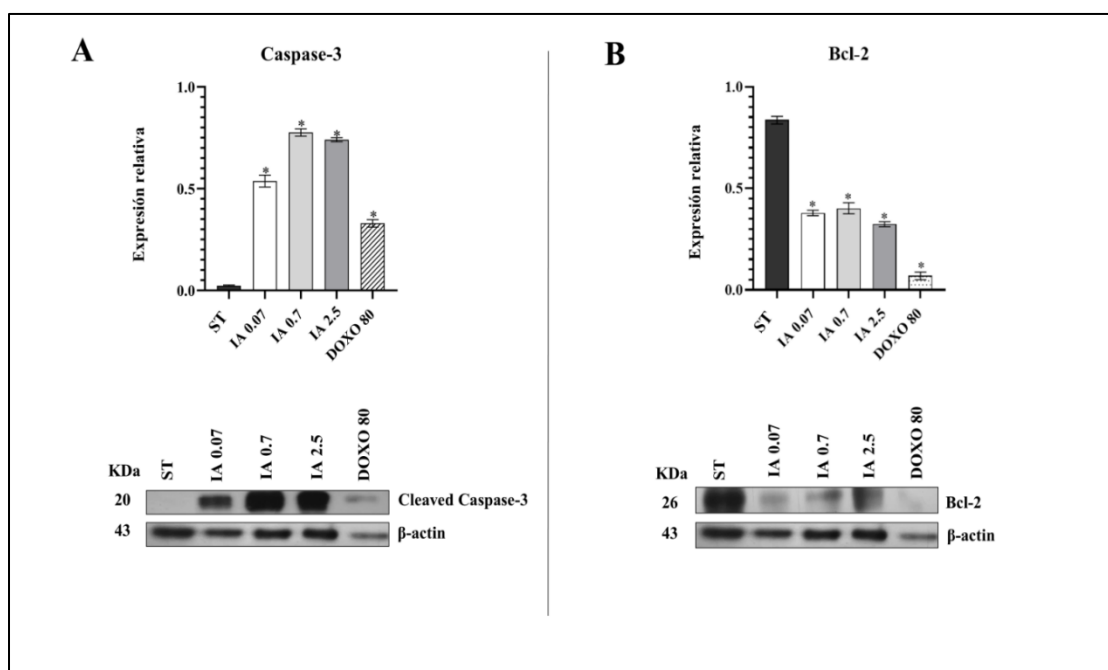 A
Caspase-3
Expresión relativa
1.0
0.5
0.0
*
*
*
*
ST
IA 0.07
IA 0.7
IA 2.5
DOXO 80
KDa
ST
IA 0.07
IA 0.7
IA 2.5
DOXO 80
20
Cleaved Caspase-3
43
β-actin
B
Bcl-2
Expresión relativa
1.0
0.5
0.0
*
*
*
*
ST
IA 0.07
IA 0.7
IA 2.5
DOXO 80
KDa
ST
IA 0.07
IA 0.7
IA 2.5
DOXO 80
26
Bcl-2
43
β-actin